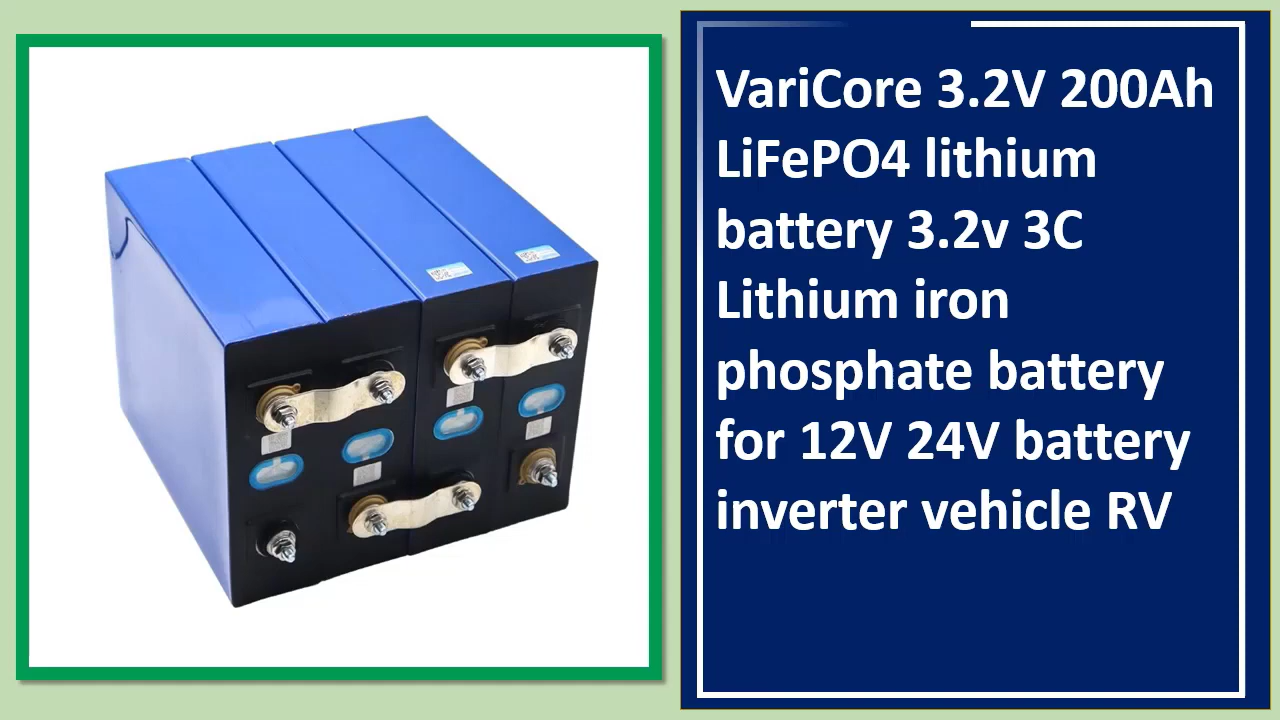 VariCore 3.2V 200Ah
LiFePO4 lithium
battery 3.2v 3C
Lithium iron
phosphate battery
for 12V 24V battery
inverter vehicle RV